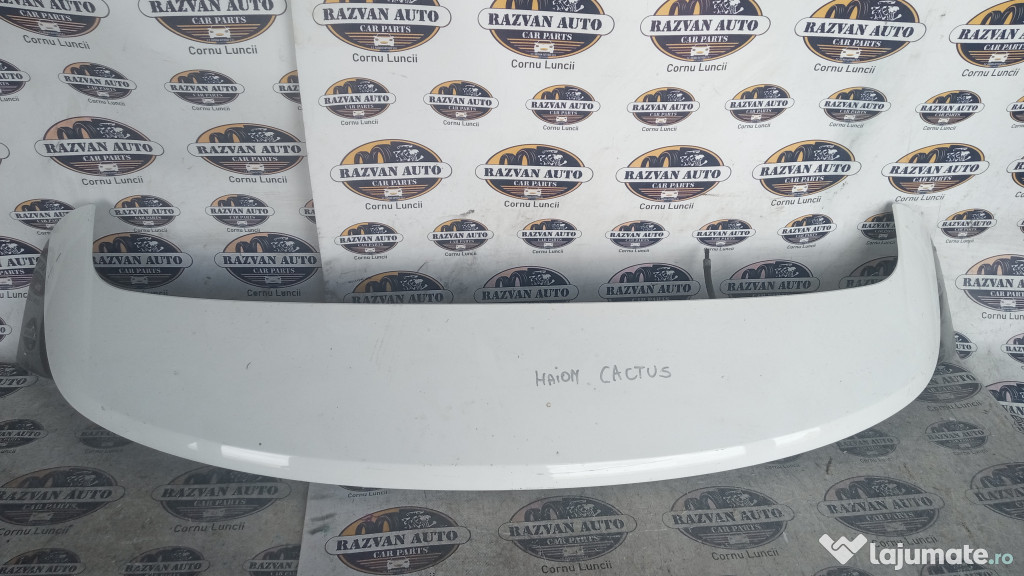 RAZVAN AUTO
CAR PARTS
Cornu Luncii
HAION CACTUS
lajumate.ro